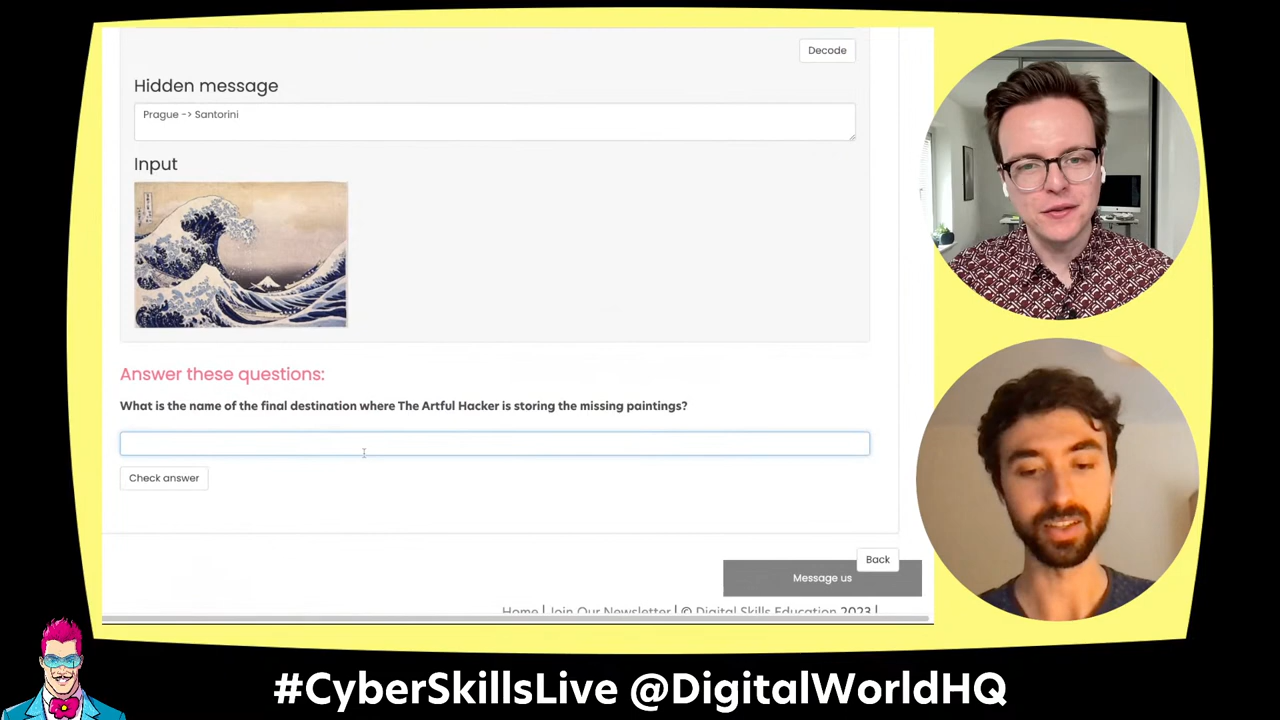 Decode
Hidden message
Prague -> Santorini
Input
Answer these questions:
What is the name of the final destination where The Artful Hacker is storing the missing paintings?
Check answer
Back
Message us
Home | Join Our Newsletter | © Digital Skills Education 2023 |
#CyberSkillsLive @DigitalWorldHQ